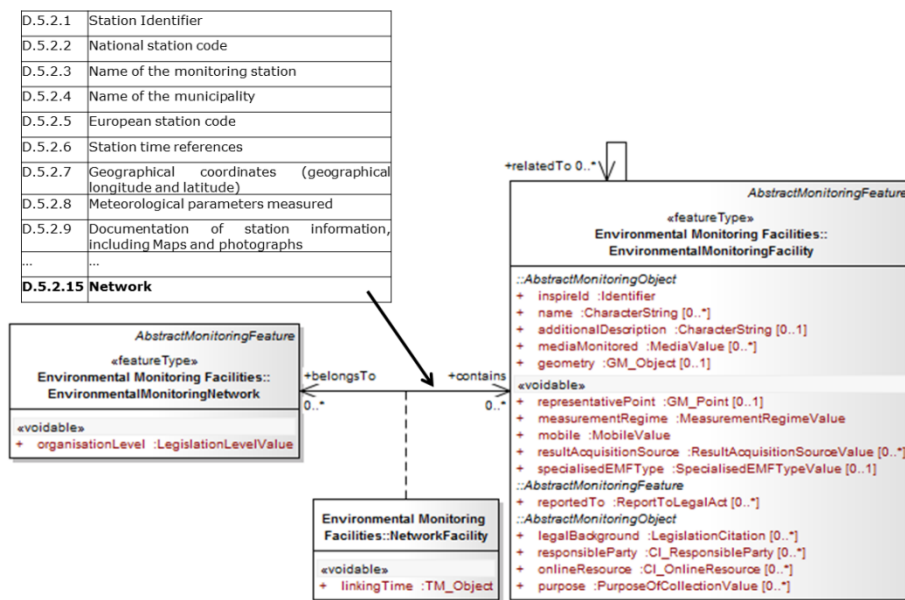 D.5.2.1 Station Identifier
D.5.2.2 National station code
D.5.2.3 Name of the monitoring station
D.5.2.4 Name of the municipality
D.5.2.5 European station code
D.5.2.6 Station time references
D.5.2.7 Geographical coordinates (geographical
longitude and latitude)
D.5.2.8 Meteorological parameters measured
D.5.2.9 Documentation of station information,
including Maps and photographs
... ...
D.5.2.15 Network
AbstractMonitoringFeature
«featureType»
Environmental Monitoring Facilities::
EnvironmentalMonitoringNetwork
«voidable»
+ organisationLevel :LegislationLevelValue
+belongsTo
0..*
+contains
0..*
Environmental Monitoring
Facilities::NetworkFacility
«voidable»
+ linkingTime :TM_Object
+relatedTo 0..*
AbstractMonitoringFeature
«featureType»
Environmental Monitoring Facilities::
EnvironmentalMonitoringFacility
::AbstractMonitoringObject
+ inspireId :Identifier
+ name :CharacterString [0..*]
+ additionalDescription :CharacterString [0..1]
+ mediaMonitored :MediaValue [0..*]
+ geometry :GM_Object [0..1]
«voidable»
+ representativePoint :GM_Point [0..1]
+ measurementRegime :MeasurementRegimeValue
+ mobile :MobileValue
+ resultAcquisitionSource :ResultAcquisitionSourceValue [0..*]
+ specialisedEMFType :SpecialisedEMFTypeValue [0..1]
::AbstractMonitoringFeature
+ reportedTo :ReportToLegalAct [0..*]
::AbstractMonitoringObject
+ legalBackground :LegislationCitation [0..*]
+ responsibleParty :CI_ResponsibleParty [0..*]
+ onlineResource :CI_OnlineResource [0..*]
+ purpose :PurposeOfCollectionValue [0..*]